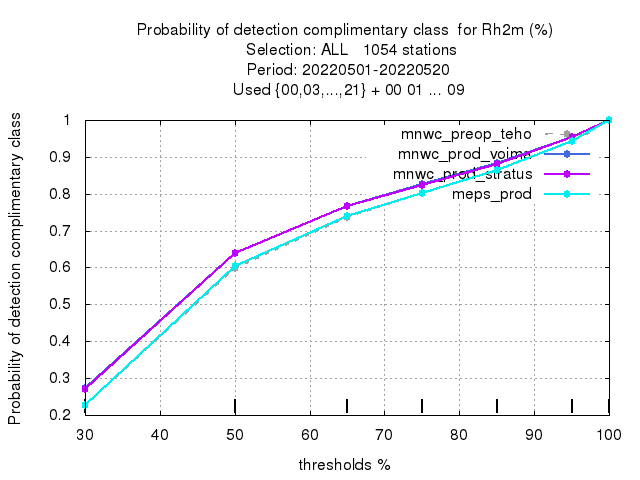 Probability of detection complimentary class  for Rh2m (%)
Selection: ALL   1054 stations
Period: 20220501-20220520
Used {00,03,...,21} + 00 01 ... 09
Probability of detection complimentary class
1
0.9
0.8
0.7
0.6
0.5
0.4
0.3
0.2
mnwc_preop_teho
mnwc_prod_voima
mnwc_prod_stratus
meps_prod
30 40 50 60 70 80 90 100
thresholds %